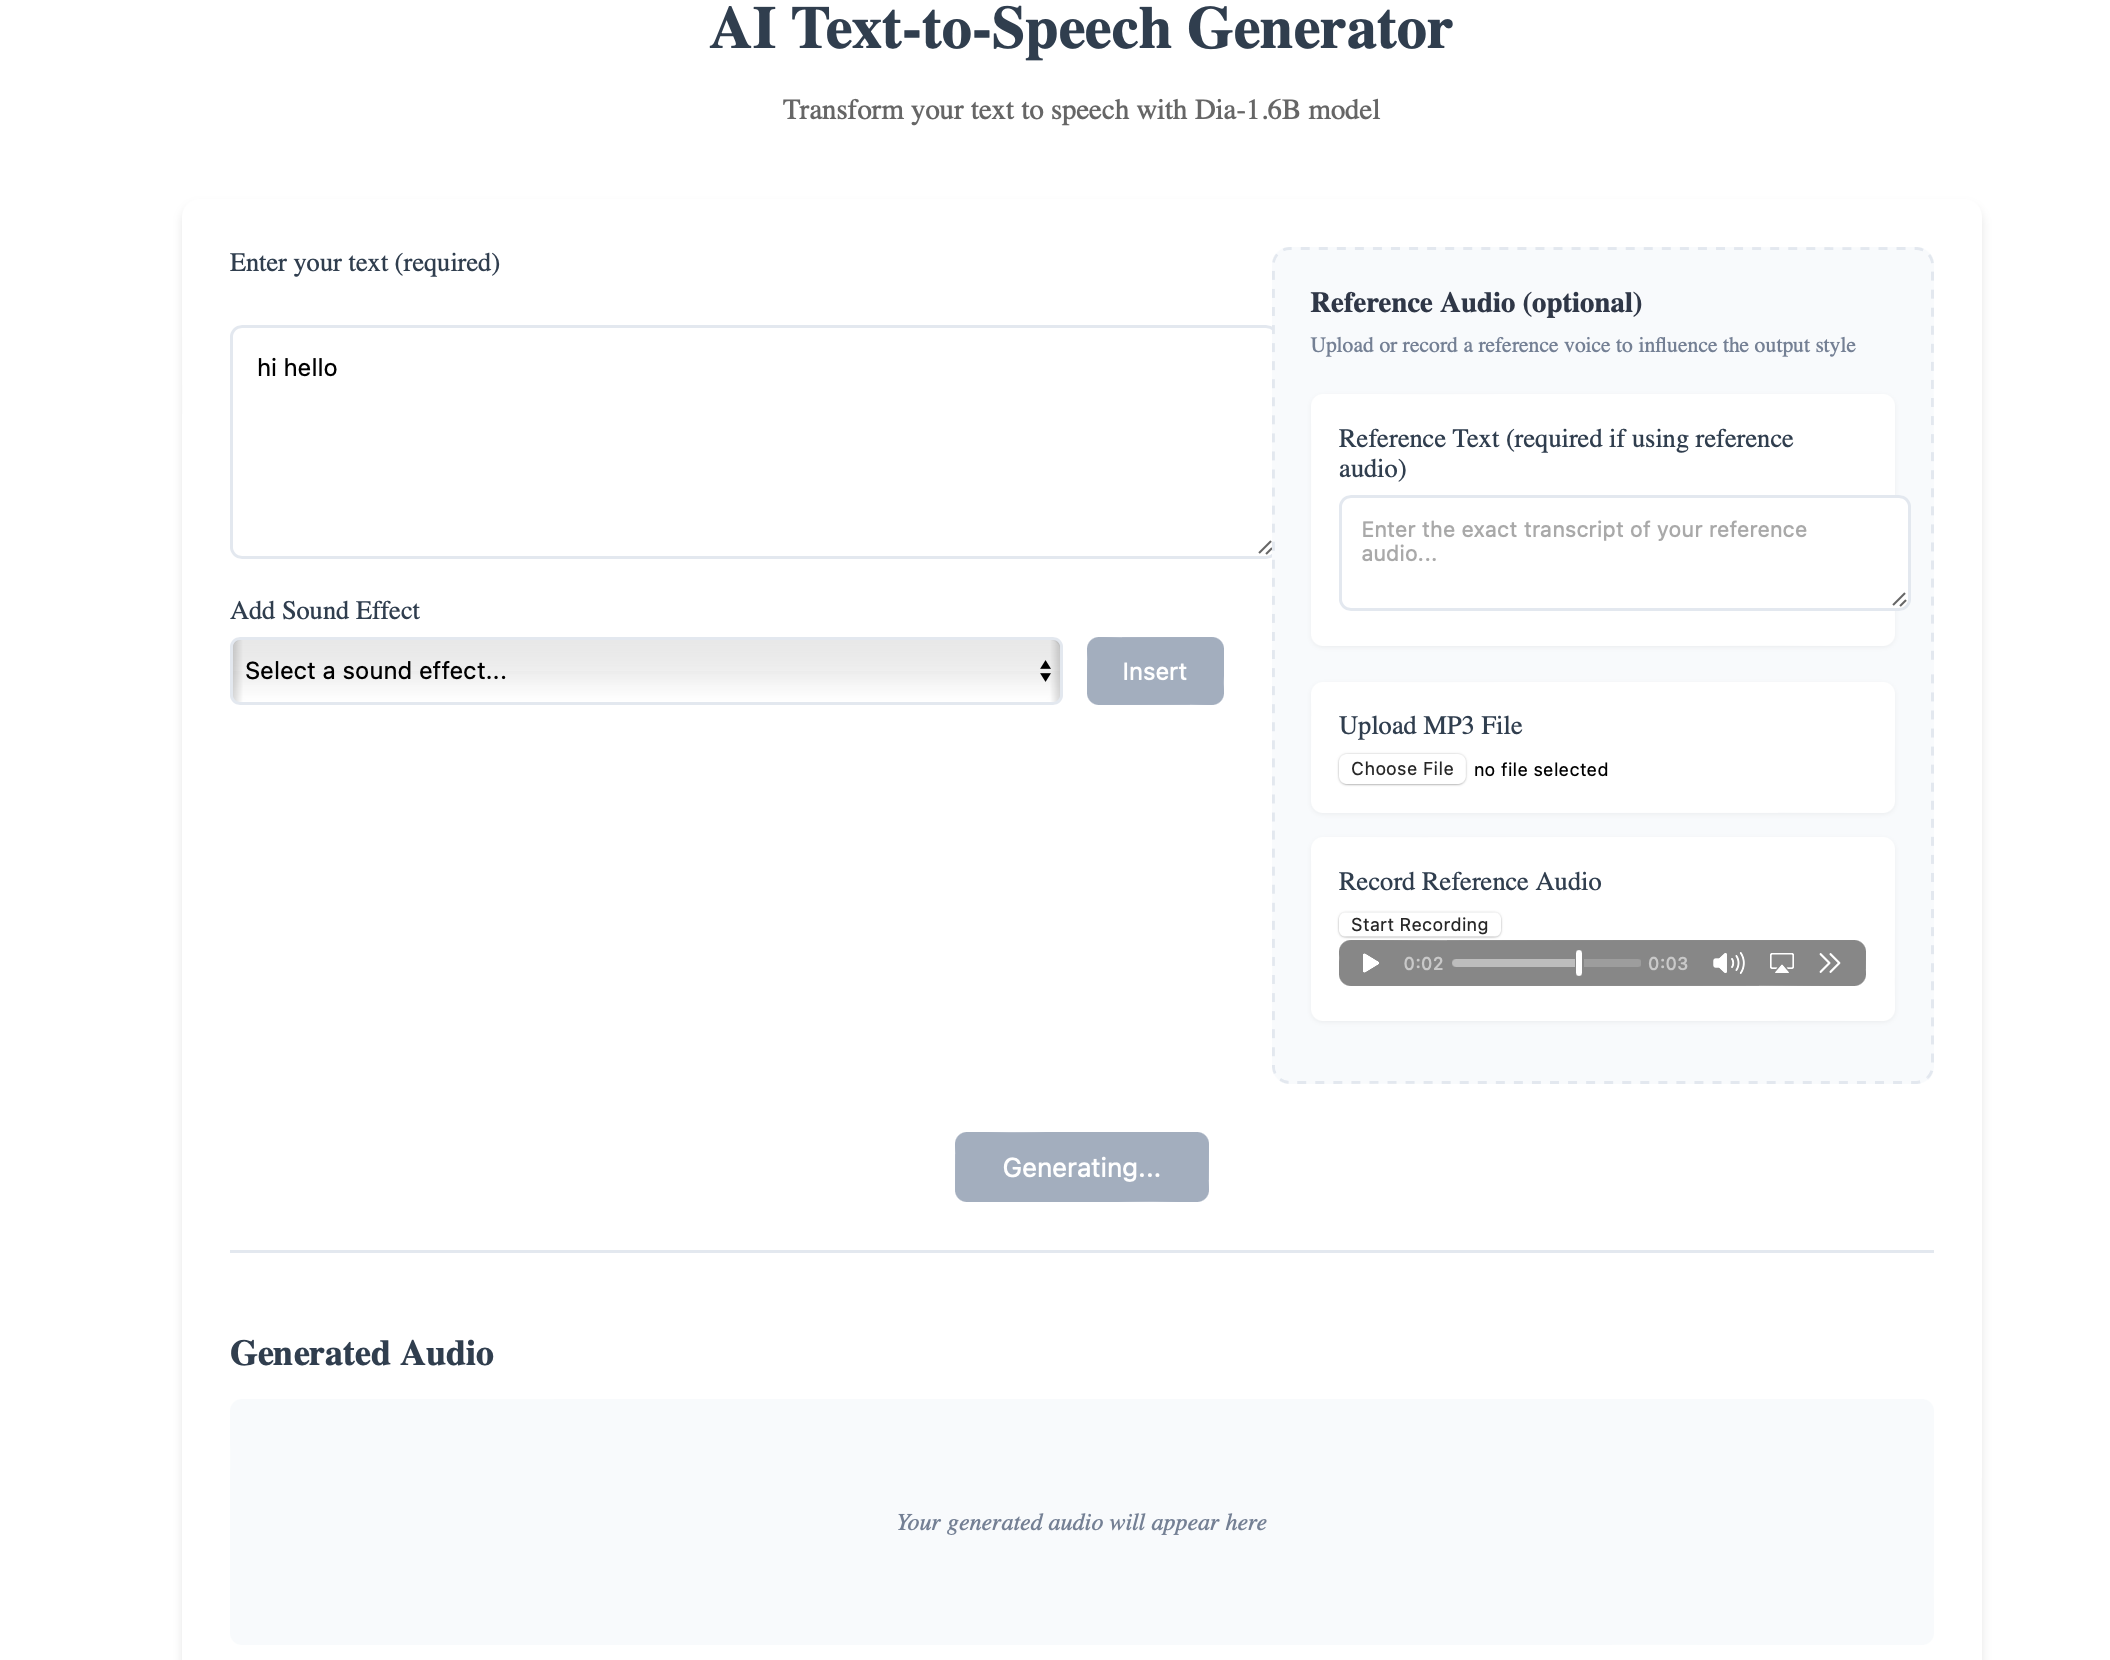 AI Text-to-Speech Generator
Transform your text to speech with Dia-1.6B model
Enter your text (required)
hi hello
Add Sound Effect
Select a sound effect...
Insert
Reference Audio (optional)
Upload or record a reference voice to influence the output style
Reference Text (required if using reference
audio)
Enter the exact transcript of your reference
audio...
Upload MP3 File
Choose File no file selected
Record Reference Audio
Start Recording
0:02 0:03
Generating...
Generated Audio
Your generated audio will appear here